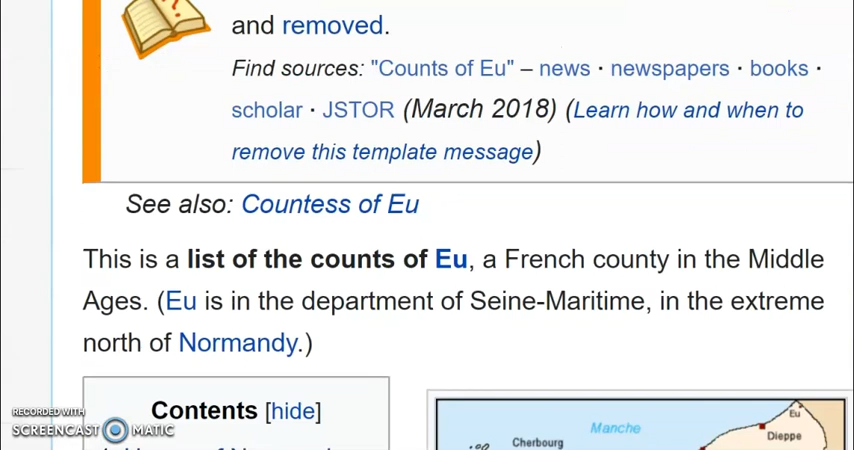 and removed.
Find sources: "Counts of Eu" – news · newspapers · books ·
scholar · JSTOR (March 2018) (Learn how and when to
remove this template message)
See also: Countess of Eu
This is a list of the counts of Eu, a French county in the Middle
Ages. (Eu is in the department of Seine-Maritime, in the extreme
north of Normandy.)
Contents [hide]
Manche
Eu
Dieppe
Cherbourg
RECORDED WITH
SCREENCAST MATIC